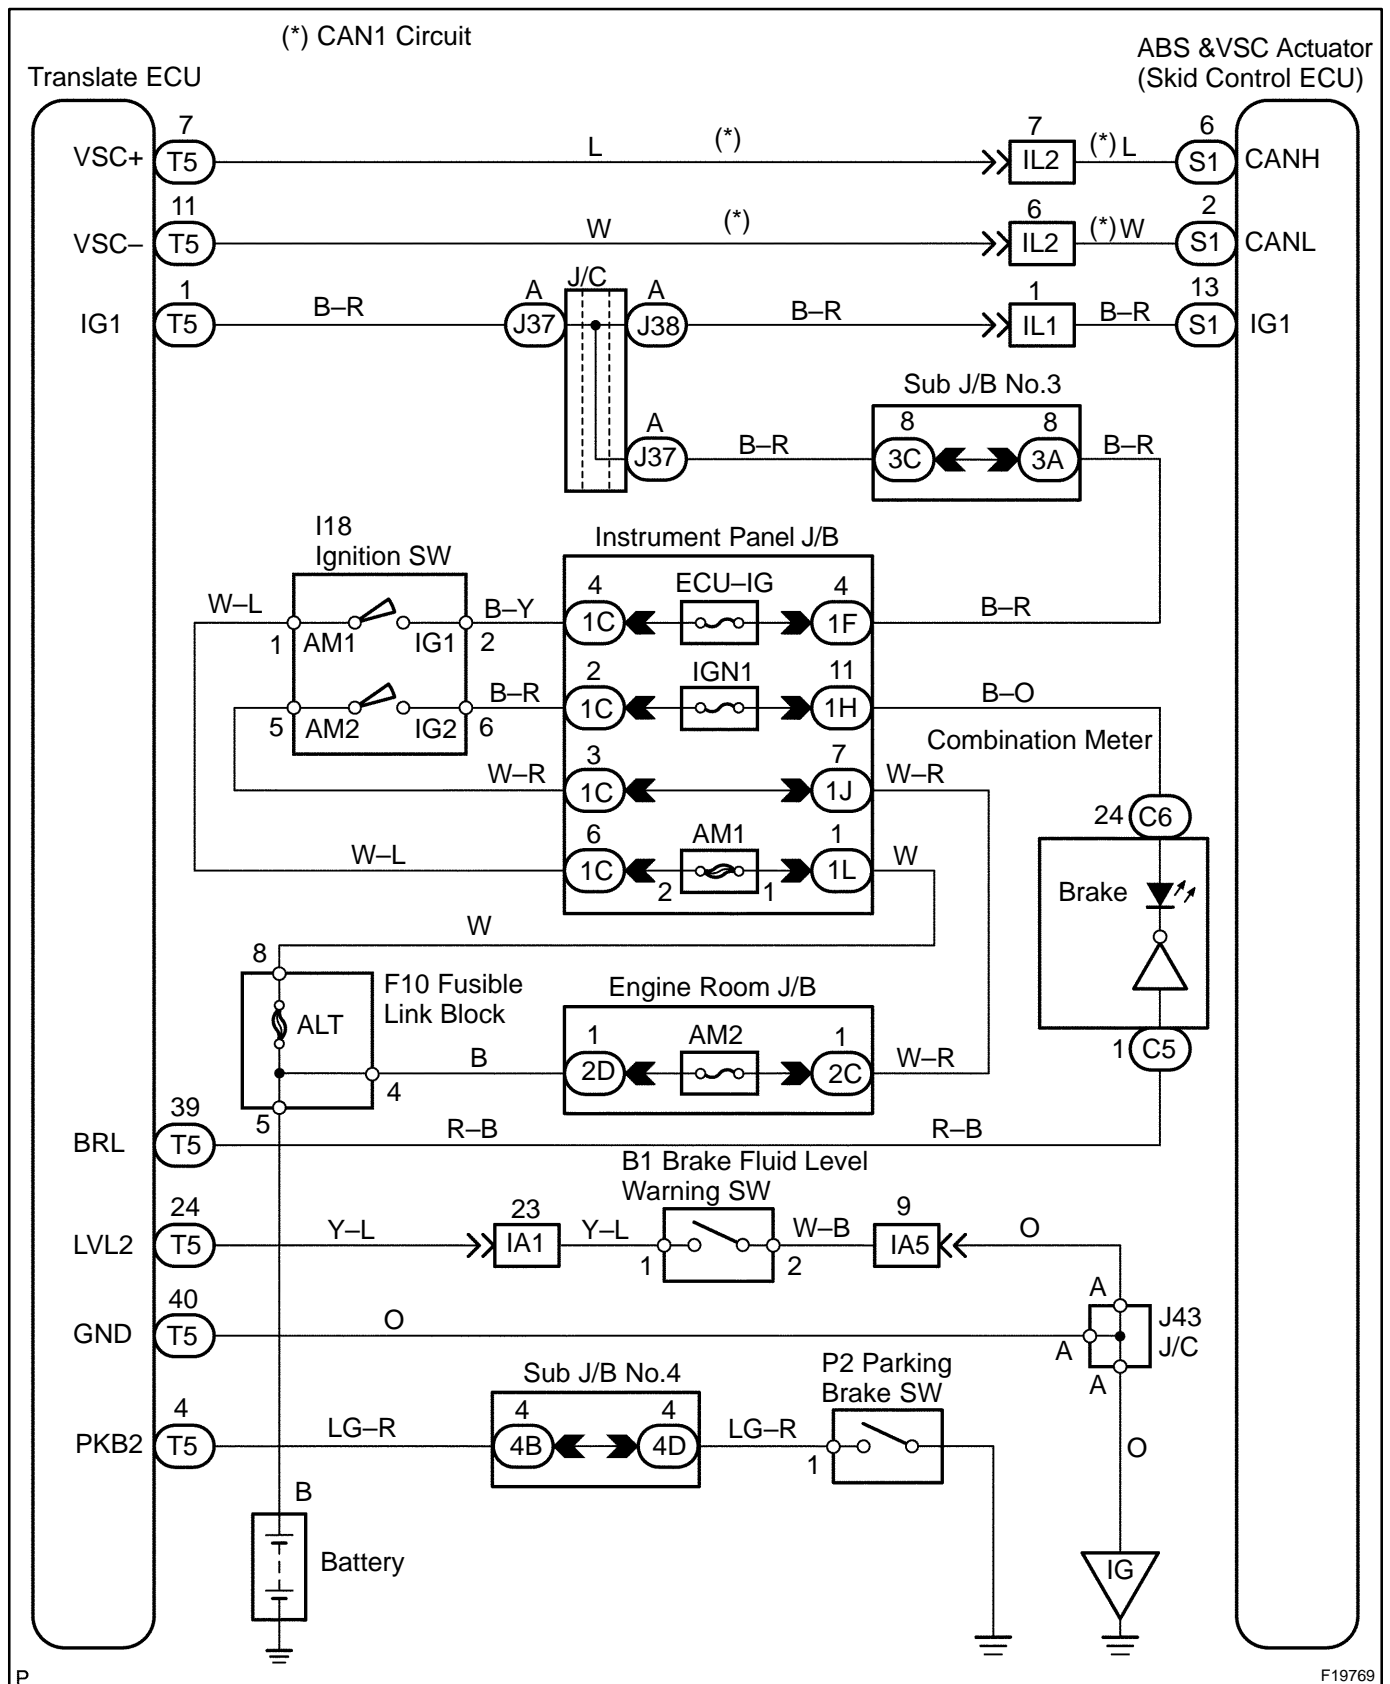 (*) CAN1 Circuit
Translate ECU
ABS &VSC Actuator
(Skid Control ECU)
7
7
6
VSC+ T5 L (*) IL2 (*) L S1 CANH
11
6
2
VSC– T5 W (*) IL2 (*) W S1 CANL
J/C
1 A A 1 13
IG1 T5 B–R J37 J38 B–R IL1 B–R S1 IG1
Sub J/B No.3
A 8 8
J37 B–R 3C 3A B–R
I18
Ignition SW
Instrument Panel J/B
W–L 1 AM1 IG1 2 B–Y 4 1C ECU–IG 4 1F B–R
5 AM2 IG2 6 B–R 2 1C IGN1 11 1H B–O
Combination Meter
W–R 3 1C 7 1J W–R
24 C6
W–L 6 1C 2 AM1 1 1 1L W
Brake
W
8
F10 Fusible
Link Block
ALT
Engine Room J/B
4 B 1 2D AM2 1 2C W–R
1 C5
5
39
BRL T5 R–B R–B
B1 Brake Fluid Level
Warning SW
24 23 9
LVL2 T5 Y–L IA1 Y–L 1 2 W–B IA5 O
40
GND T5 O
A
A
A
J43
J/C
Sub J/B No.4
P2 Parking
Brake SW
4 4 4
PKB2 T5 LG–R 4B 4D LG–R 1
O
B
Battery
IG
P
F19769